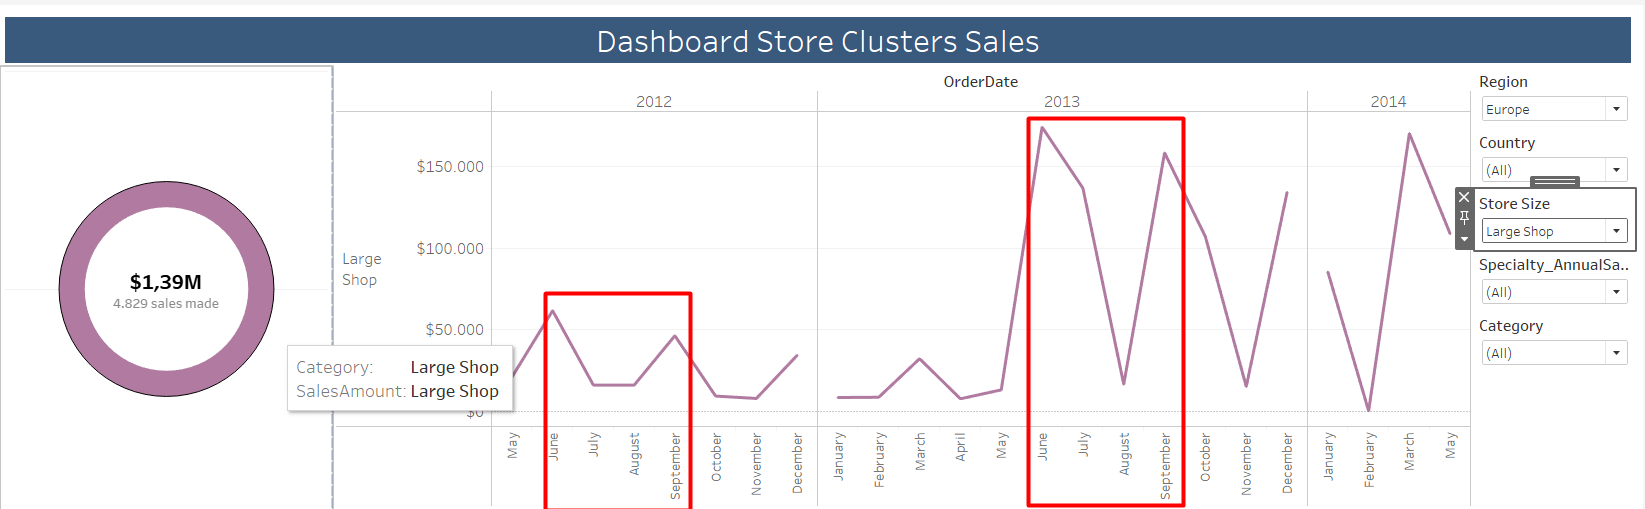 Dashboard Store Clusters Sales
$1,39M
4.829 sales made
Category: Large Shop
SalesAmount: Large Shop
OrderDate
2012
2013
2014
Large
Shop
$150.000
$100.000
$50.000
$0
May
June
July
August
September
October
November
December
January
February
March
April
May
June
July
August
September
October
November
December
January
February
March
May
Region
Europe
Country
(All)
Store Size
Large Shop
Specialty_AnnualSa..
(All)
Category
(All)